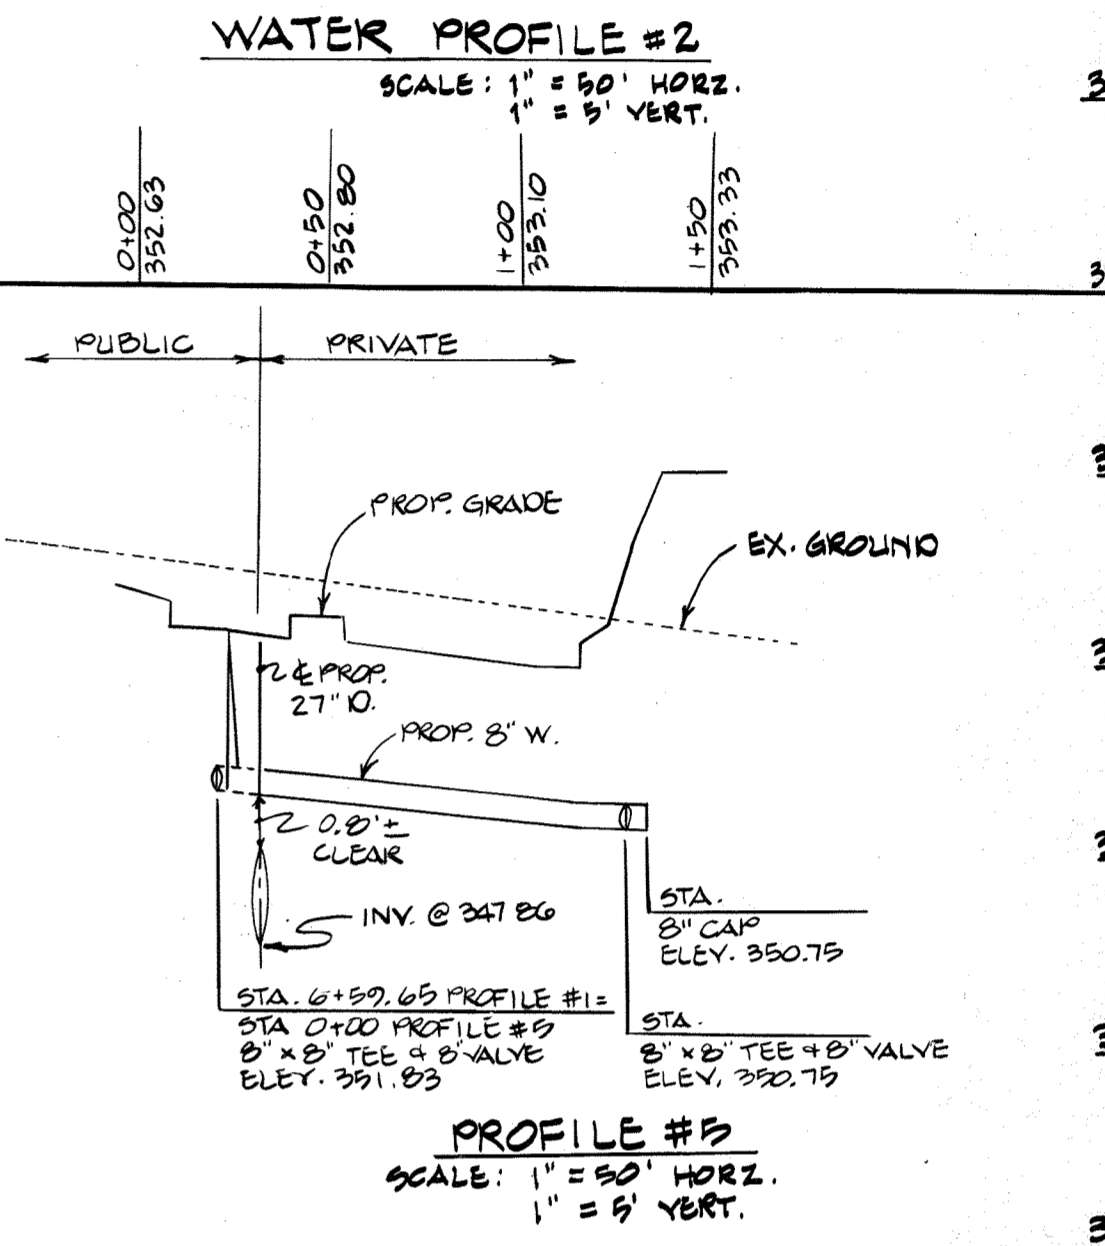 WATER PROFILE #2
SCALE: 1" = 50' HORZ.
1" = 5' VERT.
0+00
352.63
0+50
352.80
1+00
353.10
1+50
353.33
PUBLIC
PRIVATE
PROP. GRADE
EX. GROUND
℄ PROP.
27" D.
PROP. 8" W.
0.8' ±
CLEAR
INV. @ 347 86
STA.
8" CAP
ELEV. 350.75
STA. 6+59.65 PROFILE #1 =
STA 0+00 PROFILE #5
8" x 8" TEE & 8" VALVE
ELEV. 351.83
STA.
8" x 8" TEE & 8" VALVE
ELEV. 350.75
PROFILE #5
SCALE: 1" = 50' HORZ.
1" = 5' VERT.